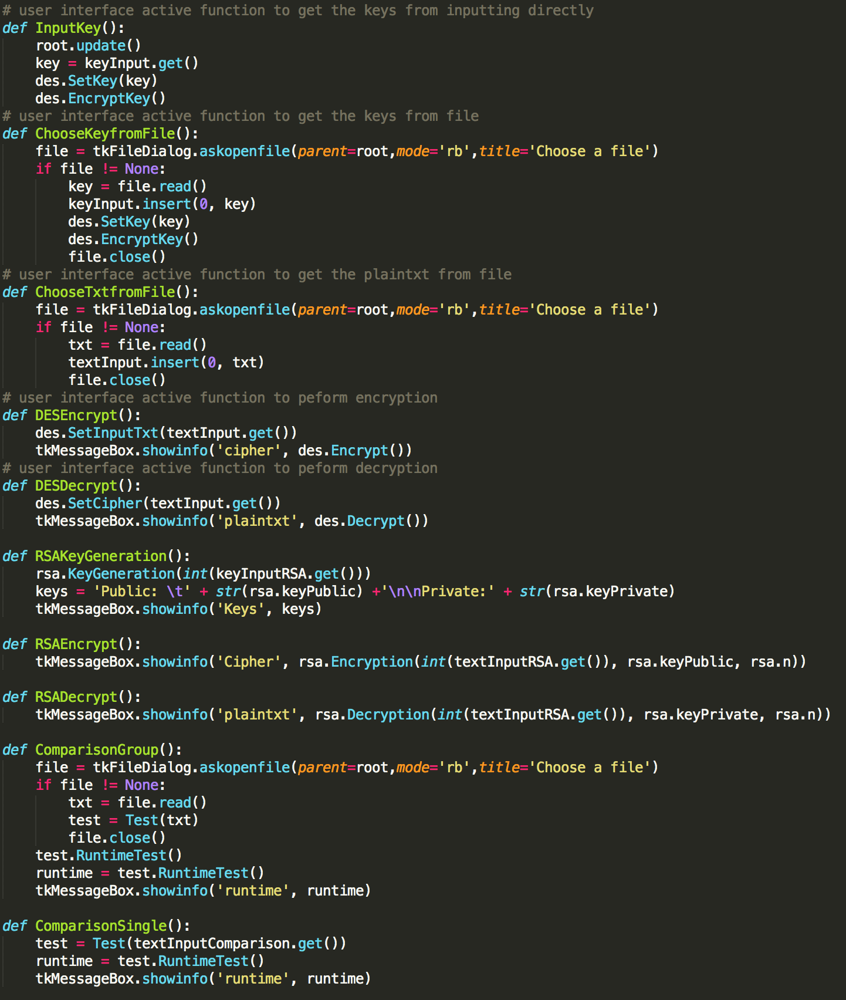 # user interface active function to get the keys from inputting directly
def InputKey():
    root.update()
    key = keyInput.get()
    des.SetKey(key)
    des.EncryptKey()
# user interface active function to get the keys from file
def ChooseKeyfromFile():
    file = tkFileDialog.askopenfile(parent=root,mode='rb',title='Choose a file')
    if file != None:
        key = file.read()
        keyInput.insert(0, key)
        des.SetKey(key)
        des.EncryptKey()
        file.close()
# user interface active function to get the plaintxt from file
def ChooseTxtfromFile():
    file = tkFileDialog.askopenfile(parent=root,mode='rb',title='Choose a file')
    if file != None:
        txt = file.read()
        textInput.insert(0, txt)
        file.close()
# user interface active function to peform encryption
def DESEncrypt():
    des.SetInputTxt(textInput.get())
    tkMessageBox.showinfo('cipher', des.Encrypt())
# user interface active function to peform decryption
def DESDecrypt():
    des.SetCipher(textInput.get())
    tkMessageBox.showinfo('plaintxt', des.Decrypt())

def RSAKeyGeneration():
    rsa.KeyGeneration(int(keyInputRSA.get()))
    keys = 'Public: \t' + str(rsa.keyPublic) +'\n\nPrivate:' + str(rsa.keyPrivate)
    tkMessageBox.showinfo('Keys', keys)

def RSAEncrypt():
    tkMessageBox.showinfo('Cipher', rsa.Encryption(int(textInputRSA.get()), rsa.keyPublic, rsa.n))

def RSADecrypt():
    tkMessageBox.showinfo('plaintxt', rsa.Decryption(int(textInputRSA.get()), rsa.keyPrivate, rsa.n))

def ComparisonGroup():
    file = tkFileDialog.askopenfile(parent=root,mode='rb',title='Choose a file')
    if file != None:
        txt = file.read()
        test = Test(txt)
        file.close()
    test.RuntimeTest()
    runtime = test.RuntimeTest()
    tkMessageBox.showinfo('runtime', runtime)

def ComparisonSingle():
    test = Test(textInputComparison.get())
    runtime = test.RuntimeTest()
    tkMessageBox.showinfo('runtime', runtime)